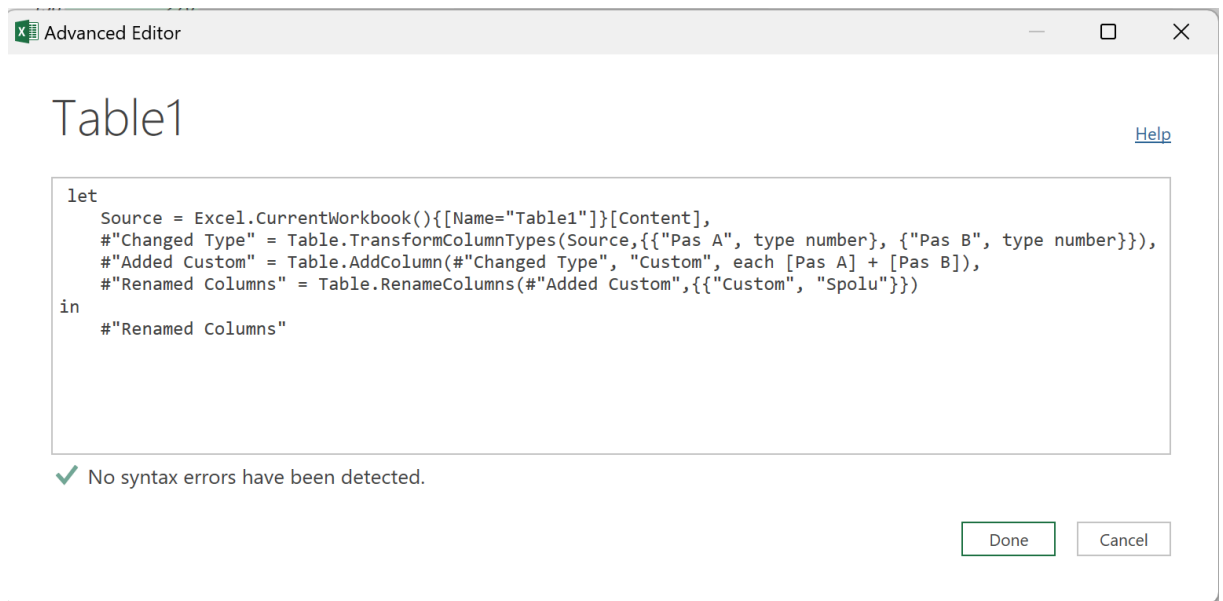 Advanced Editor
Table1
Help
let
Source = Excel.CurrentWorkbook(){[Name="Table1"]}[Content],
#"Changed Type" = Table.TransformColumnTypes(Source,{{"Pas A", type number}, {"Pas B", type number}}),
#"Added Custom" = Table.AddColumn(#"Changed Type", "Custom", each [Pas A] + [Pas B]),
#"Renamed Columns" = Table.RenameColumns(#"Added Custom",{{"Custom", "Spolu"}})
in
#"Renamed Columns"
No syntax errors have been detected.
Done
Cancel